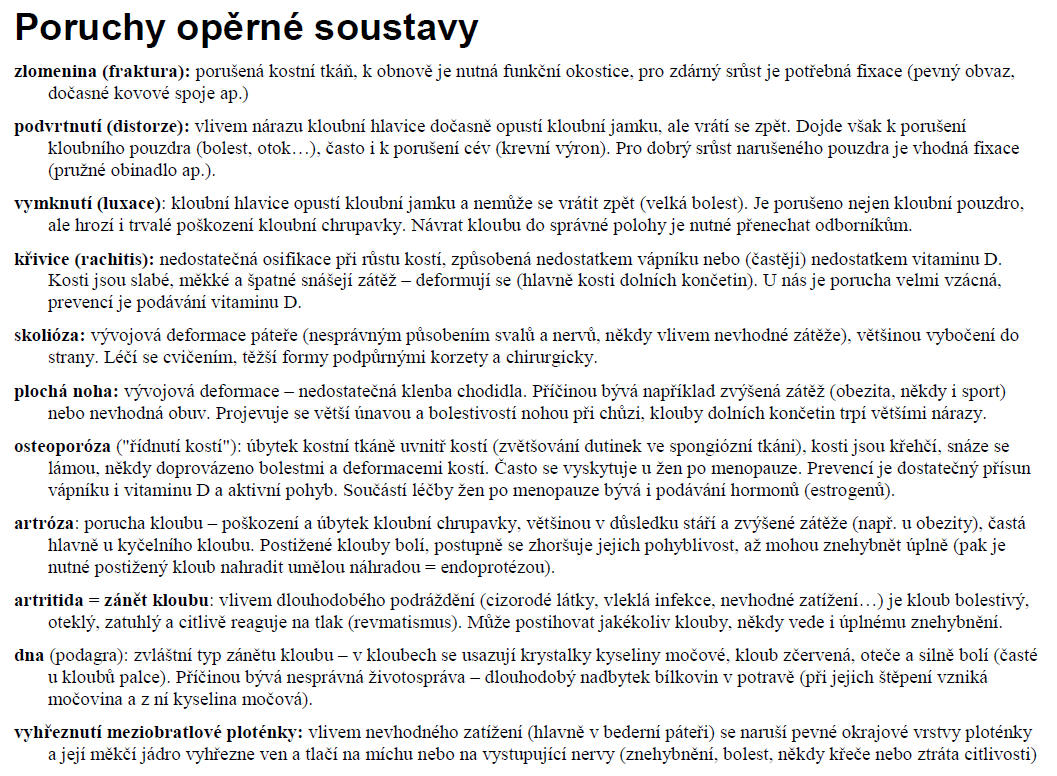 Poruchy opěrné soustavy
zlomenina (fraktura): porušená kostní tkáň, k obnově je nutná funkční okostice, pro zdárný srůst je potřebná fixace (pevný obvaz,
dočasné kovové spoje ap.)
podvrtnutí (distorze): vlivem nárazu kloubní hlavice dočasně opustí kloubní jamku, ale vrátí se zpět. Dojde však k porušení
kloubního pouzdra (bolest, otok…), často i k porušení cév (krevní výron). Pro dobrý srůst narušeného pouzdra je vhodná fixace
(pružné obinadlo ap.).
vymknutí (luxace): kloubní hlavice opustí kloubní jamku a nemůže se vrátit zpět (velká bolest). Je porušeno nejen kloubní pouzdro,
ale hrozí i trvalé poškození kloubní chrupavky. Návrat kloubu do správné polohy je nutné přenechat odborníkům.
křivice (rachitis): nedostatečná osifikace při růstu kostí, způsobená nedostatkem vápníku nebo (častěji) nedostatkem vitaminu D.
Kosti jsou slabé, měkké a špatné snášejí zátěž – deformují se (hlavně kosti dolních končetin). U nás je porucha velmi vzácná,
prevencí je podávání vitaminu D.
skolióza: vývojová deformace páteře (nesprávným působením svalů a nervů, někdy vlivem nevhodné zátěže), většinou vybočení do
strany. Léčí se cvičením, těžší formy podpůrnými korzety a chirurgicky.
plochá noha: vývojová deformace – nedostatečná klenba chodidla. Příčinou bývá například zvýšená zátěž (obezita, někdy i sport)
nebo nevhodná obuv. Projevuje se větší únavou a bolestivostí nohou při chůzi, klouby dolních končetin trpí většími nárazy.
osteoporóza ("řídnutí kostí"): úbytek kostní tkáně uvnitř kostí (zvětšování dutinek ve spongiózní tkáni), kosti jsou křehčí, snáze se
lámou, někdy doprovázeno bolestmi a deformacemi kostí. Často se vyskytuje u žen po menopauze. Prevencí je dostatečný přísun
vápníku i vitaminu D a aktivní pohyb. Součástí léčby žen po menopauze bývá i podávání hormonů (estrogenů).
artróza: porucha kloubu – poškození a úbytek kloubní chrupavky, většinou v důsledku stáří a zvýšené zátěže (např. u obezity), častá
hlavně u kyčelního kloubu. Postižené klouby bolí, postupně se zhoršuje jejich pohyblivost, až mohou znehybnět úplně (pak je
nutné postižený kloub nahradit umělou náhradou = endoprotézou).
artritida = zánět kloubu: vlivem dlouhodobého podráždění (cizorodé látky, vleklá infekce, nevhodné zatížení…) je kloub bolestivý,
oteklý, zatuhlý a citlivě reaguje na tlak (revmatismus). Může postihovat jakékoliv klouby, někdy vede i úplnému znehybnění.
dna (podagra): zvláštní typ zánětu kloubu – v kloubech se usazují krystalky kyseliny močové, kloub zčervená, oteče a silně bolí (časté
u kloubů palce). Příčinou bývá nesprávná životospráva – dlouhodobý nadbytek bílkovin v potravě (při jejich štěpení vzniká
močovina a z ní kyselina močová).
vyhřeznutí meziobratlové ploténky: vlivem nevhodného zatížení (hlavně v bederní páteři) se naruší pevné okrajové vrstvy ploténky
a její měkčí jádro vyhřezne ven a tlačí na míchu nebo na vystupující nervy (znehybnění, bolest, někdy křeče nebo ztráta citlivosti)